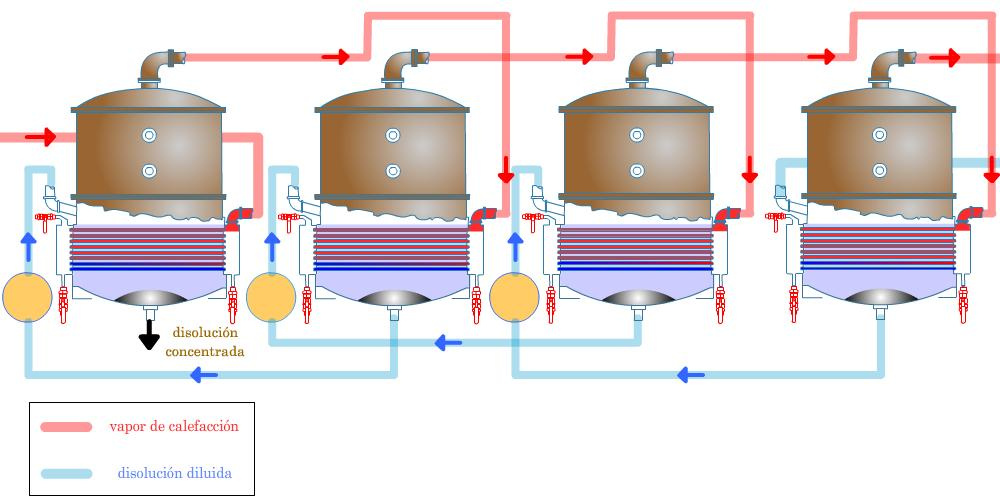 disolución
concentrada
vapor de calefacción
disolución diluida